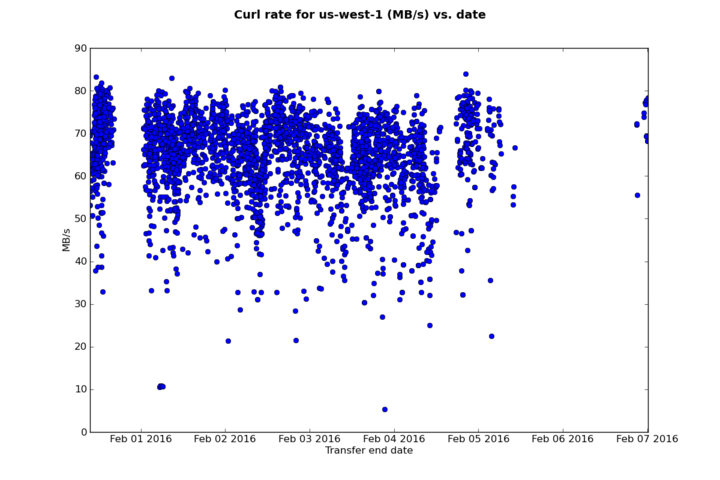 Curl rate for us-west-1 (MB/s) vs. date
90
80
70
60
50
40
30
20
10
0
MB/s
Feb 01 2016
Feb 02 2016
Feb 03 2016
Feb 04 2016
Feb 05 2016
Feb 06 2016
Feb 07 2016
Transfer end date